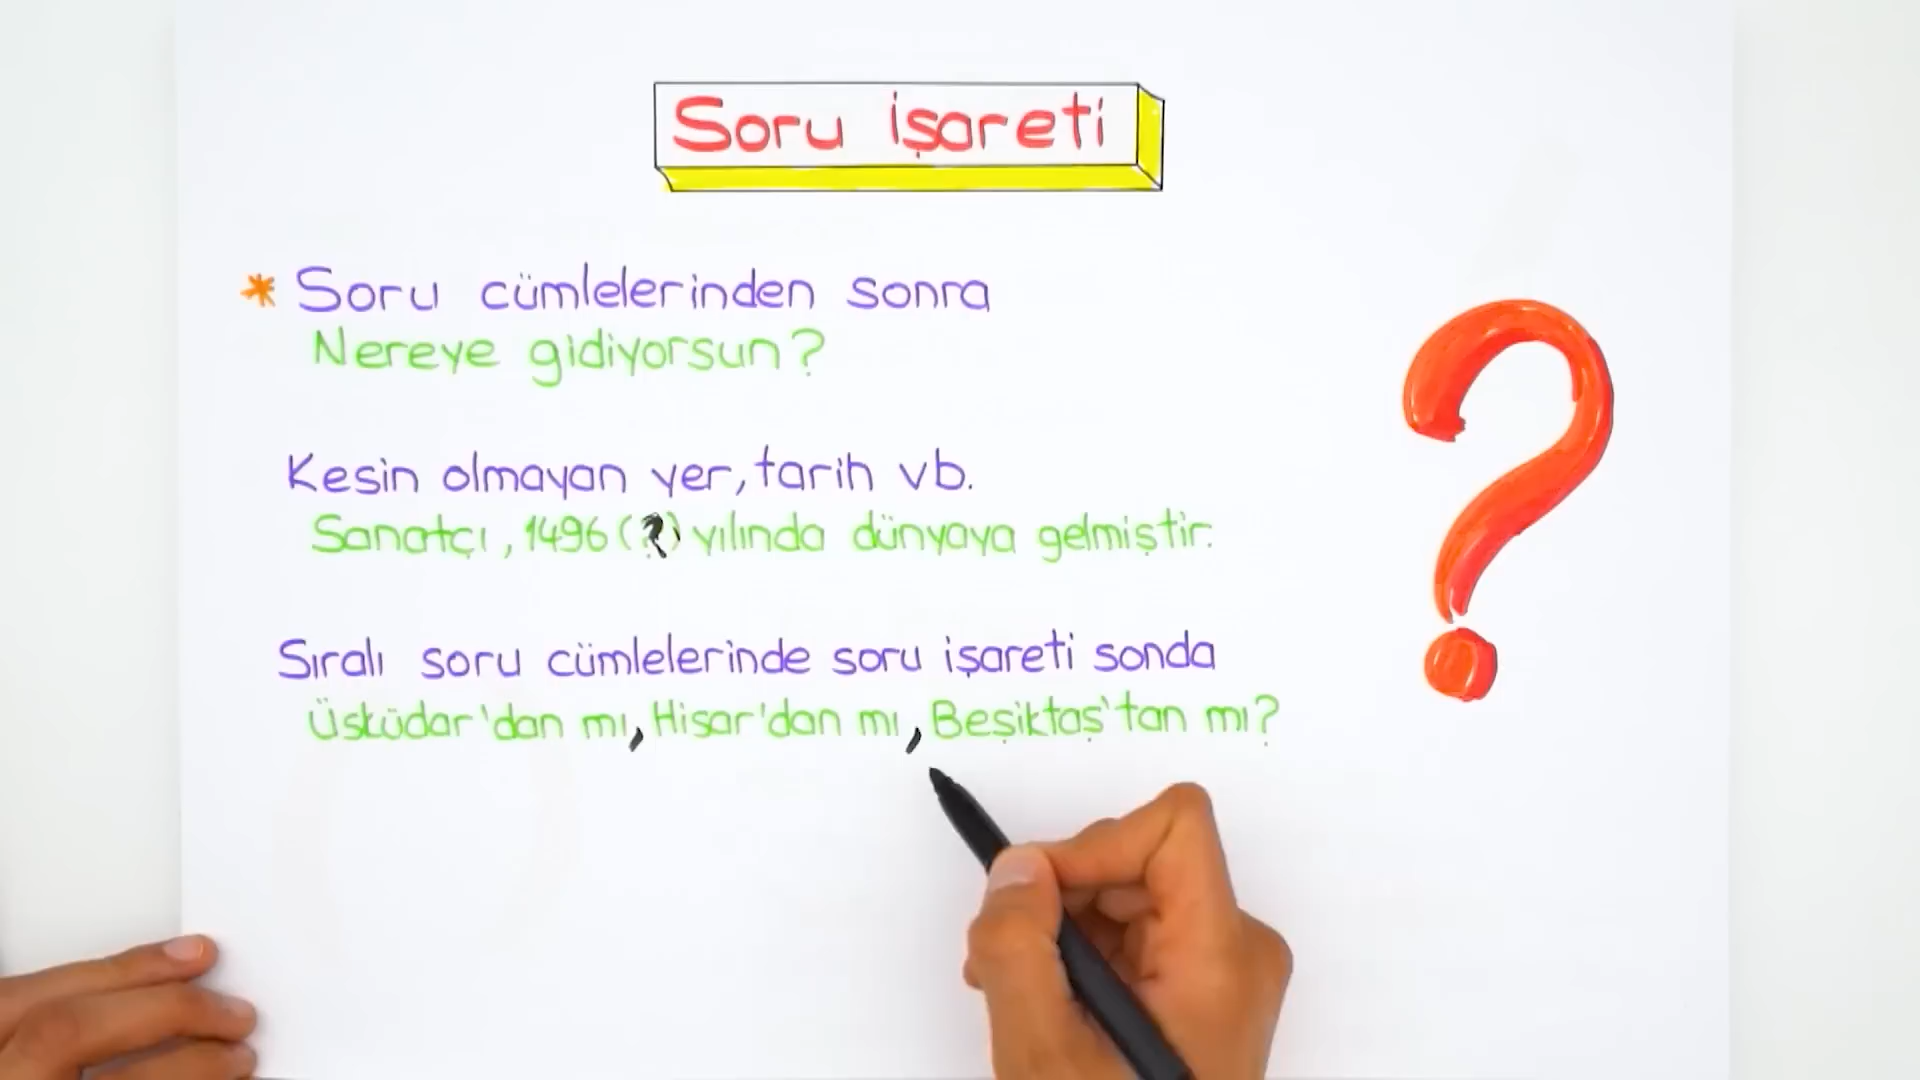 Soru işareti
* Soru cümlelerinden sonra
Nereye gidiyorsun?
Kesin olmayan yer, tarih vb.
Sanatçı, 1496 (?) yılında dünyaya gelmiştir.
Sıralı soru cümlelerinde soru işareti sonda
Üsküdar'dan mı, Hisar'dan mı, Beşiktaş'tan mı?
?